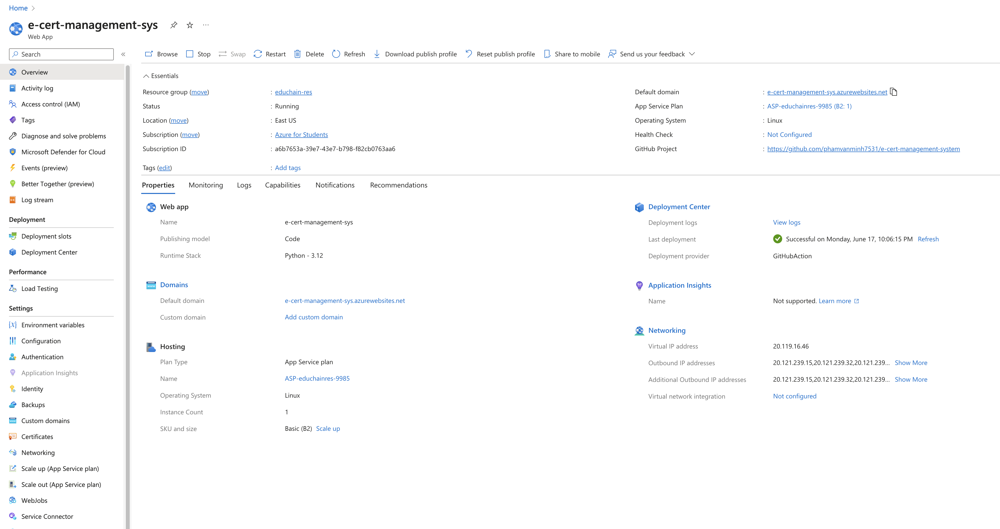 Home
e-cert-management-sys
Web App
Search
Browse Stop Swap Restart Delete Refresh Download publish profile Reset publish profile Share to mobile Send us your feedback
Overview
Activity log
Access control (IAM)
Tags
Diagnose and solve problems
Microsoft Defender for Cloud
Events (preview)
Better Together (preview)
Log stream
Deployment
Deployment slots
Deployment Center
Performance
Load Testing
Settings
Environment variables
Configuration
Authentication
Application Insights
Identity
Backups
Custom domains
Certificates
Networking
Scale up (App Service plan)
Scale out (App Service plan)
WebJobs
Service Connector
Essentials
Resource group (move) : educhain-res
Status : Running
Location (move) : East US
Subscription (move) : Azure for Students
Subscription ID : a6b7653a-39e7-43e7-b798-f82cb0763aa6
Tags (edit) : Add tags
Default domain : e-cert-management-sys.azurewebsites.net
App Service Plan : ASP-educhainres-9985 (B2: 1)
Operating System : Linux
Health Check : Not Configured
GitHub Project : https://github.com/phamvanminh7531/e-cert-management-system
Properties Monitoring Logs Capabilities Notifications Recommendations
Web app
Name e-cert-management-sys
Publishing model Code
Runtime Stack Python - 3.12
Domains
Default domain e-cert-management-sys.azurewebsites.net
Custom domain Add custom domain
Hosting
Plan Type App Service plan
Name ASP-educhainres-9985
Operating System Linux
Instance Count 1
SKU and size Basic (B2) Scale up
Deployment Center
Deployment logs View logs
Last deployment Successful on Monday, June 17, 10:06:15 PM Refresh
Deployment provider GitHubAction
Application Insights
Name Not supported. Learn more
Networking
Virtual IP address 20.119.16.46
Outbound IP addresses 20.121.239.15,20.121.239.32,20.121.239... Show More
Additional Outbound IP addresses 20.121.239.15,20.121.239.32,20.121.239... Show More
Virtual network integration Not configured